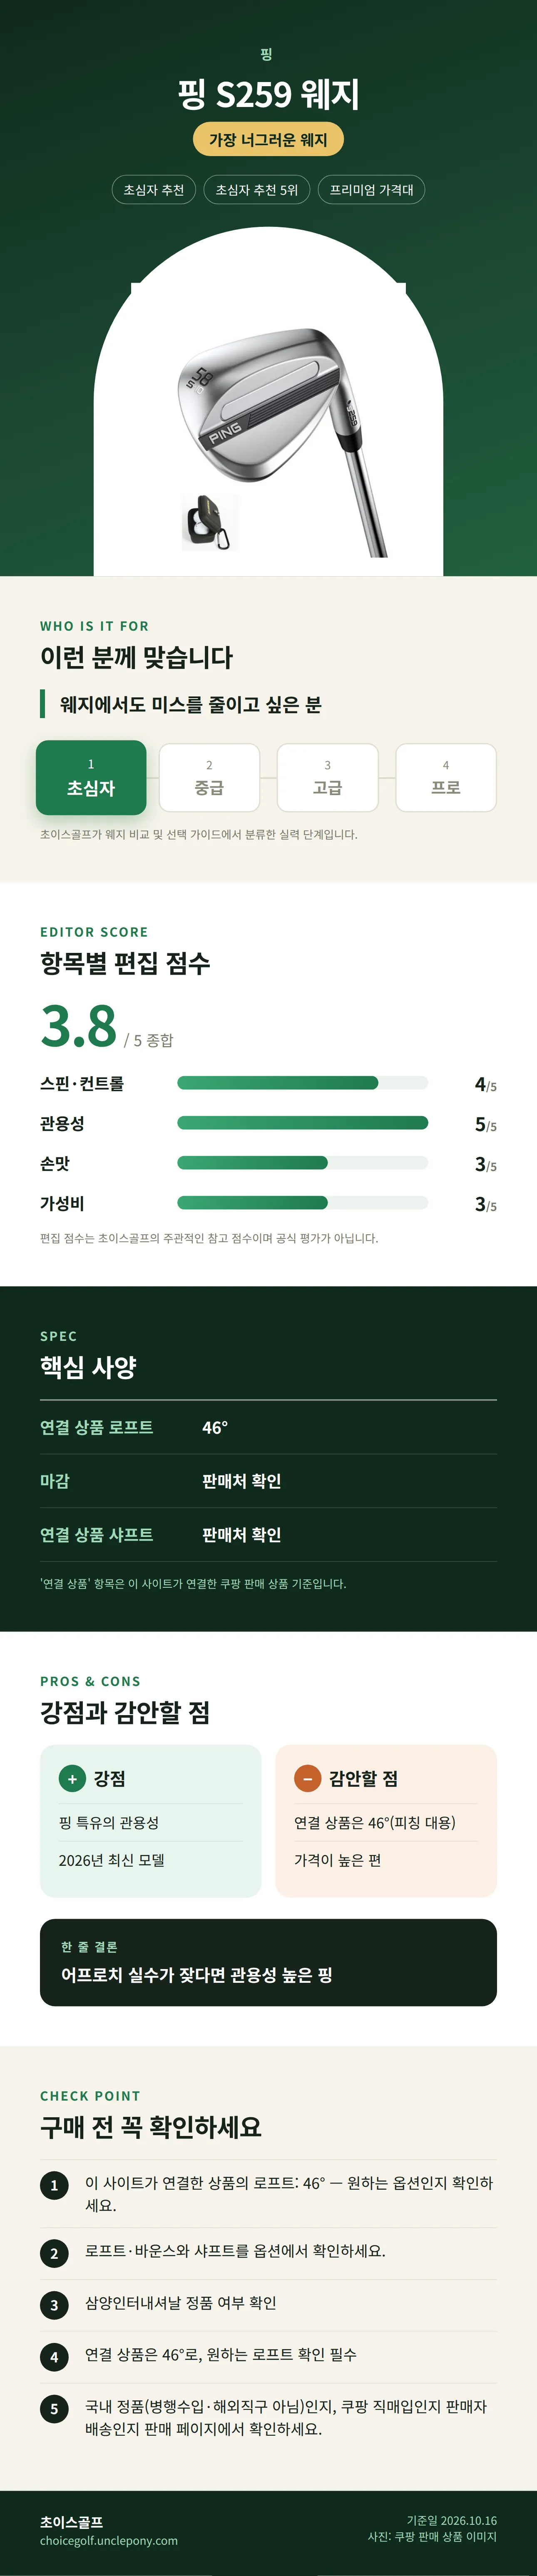 핑
핑 S259 웨지
가장 너그러운 웨지
초심자 추천
초심자 추천 5위
프리미엄 가격대
58
S
PING
S259
WHO IS IT FOR
이런 분께 맞습니다
웨지에서도 미스를 줄이고 싶은 분
1
초심자
2
중급
3
고급
4
프로
초이스골프가 웨지 비교 및 선택 가이드에서 분류한 실력 단계입니다.
EDITOR SCORE
항목별 편집 점수
3.8 / 5 종합
스핀·컨트롤 4/5
관용성 5/5
손맛 3/5
가성비 3/5
편집 점수는 초이스골프의 주관적인 참고 점수이며 공식 평가가 아닙니다.
SPEC
핵심 사양
연결 상품 로프트 46°
마감 판매처 확인
연결 상품 샤프트 판매처 확인
'연결 상품' 항목은 이 사이트가 연결한 쿠팡 판매 상품 기준입니다.
PROS & CONS
강점과 감안할 점
+ 강점
핑 특유의 관용성
2026년 최신 모델
− 감안할 점
연결 상품은 46°(피칭 대용)
가격이 높은 편
한 줄 결론
어프로치 실수가 잦다면 관용성 높은 핑
CHECK POINT
구매 전 꼭 확인하세요
1 이 사이트가 연결한 상품의 로프트: 46° — 원하는 옵션인지 확인하
세요.
2 로프트·바운스와 샤프트를 옵션에서 확인하세요.
3 삼양인터내셔날 정품 여부 확인
4 연결 상품은 46°로, 원하는 로프트 확인 필수
5 국내 정품(병행수입·해외직구 아님)인지, 쿠팡 직매입인지 판매자
배송인지 판매 페이지에서 확인하세요.
초이스골프
choicegolf.unclepony.com
기준일 2026.10.16
사진: 쿠팡 판매 상품 이미지